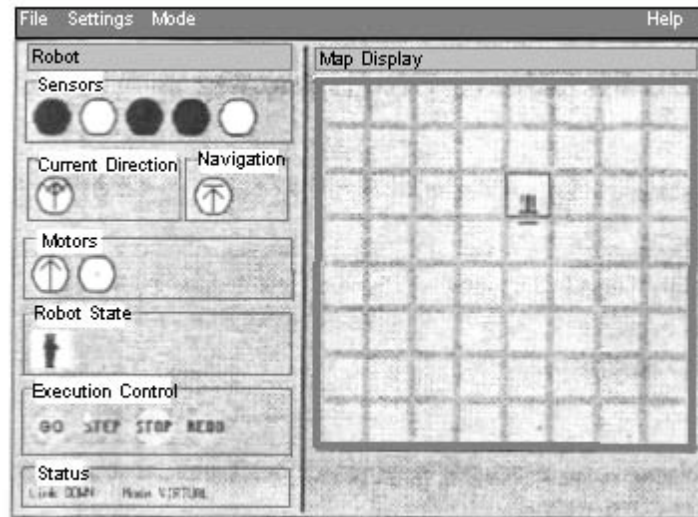 File Settings Mode Help
Robot
Map Display
Sensors
Current Direction
Navigation
Motors
Robot State
Execution Control
GO STEP STOP REDO
Status
Link DOWN Mode VIRTUAL